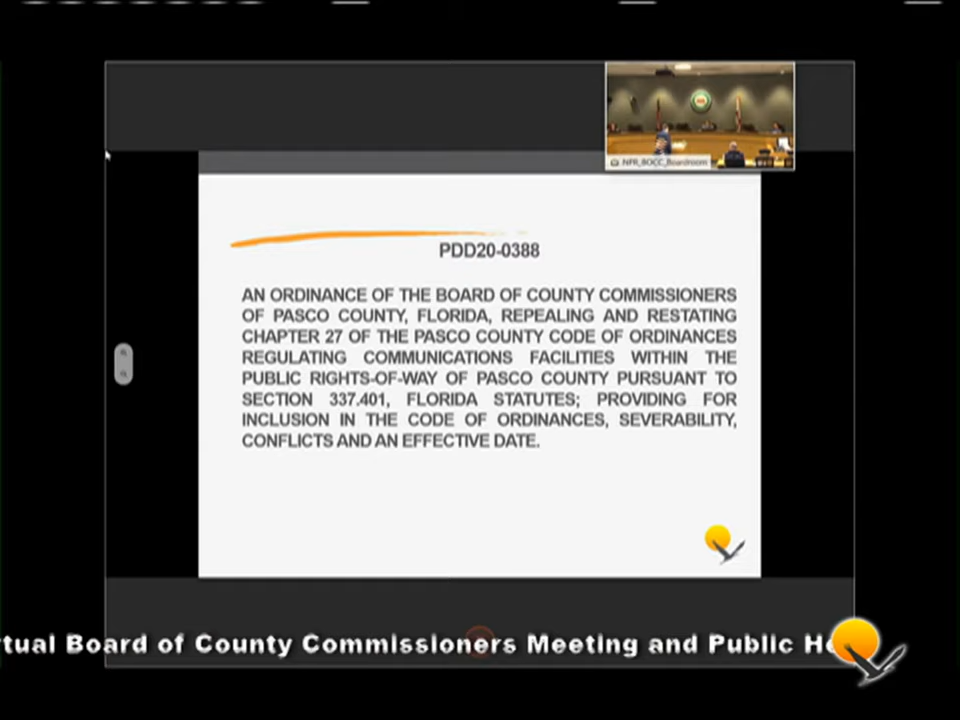 NPR_BOCC_Boardroom
PDD20-0388
AN ORDINANCE OF THE BOARD OF COUNTY COMMISSIONERS
OF PASCO COUNTY, FLORIDA, REPEALING AND RESTATING
CHAPTER 27 OF THE PASCO COUNTY CODE OF ORDINANCES
REGULATING COMMUNICATIONS FACILITIES WITHIN THE
PUBLIC RIGHTS-OF-WAY OF PASCO COUNTY PURSUANT TO
SECTION 337.401, FLORIDA STATUTES; PROVIDING FOR
INCLUSION IN THE CODE OF ORDINANCES, SEVERABILITY,
CONFLICTS AND AN EFFECTIVE DATE.
rtual Board of County Commissioners Meeting and Public He